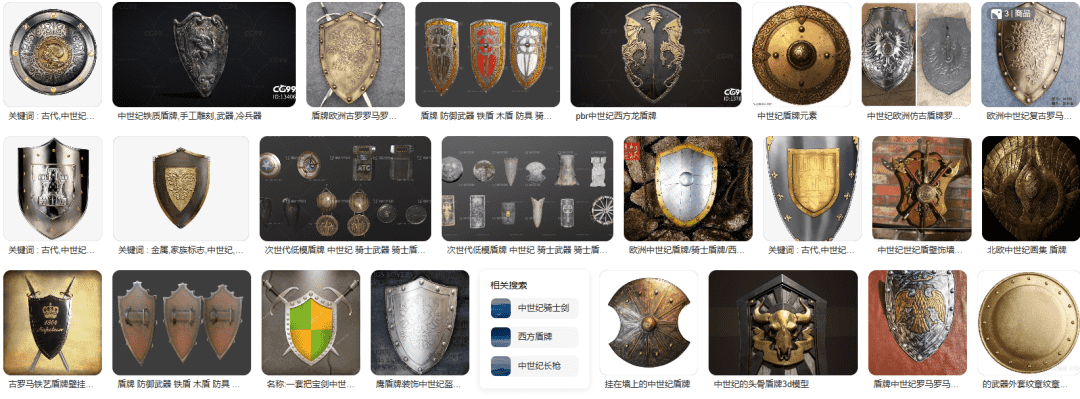 CG99
ID:13406
CG99
3 | 商品
关键词 : 古代,中世纪…
中世纪铁质盾牌,手工雕刻,武器,冷兵器
盾牌欧洲古罗罗马罗…
盾牌 防御武器 铁盾 木盾 防具 骑…
pbr中世纪西方龙盾牌
中世纪盾牌元素
中世纪欧洲仿古盾牌罗…
欧洲中世纪复古罗马…
ATC
关键词 : 古代,中世纪…
关键词 : 金属,家族标志,中世纪,…
次世代低模盾牌 中世纪 骑士武器 骑士盾…
次世代低模盾牌 中世纪 骑士武器 骑士盾…
欧洲中世纪盾牌/骑士盾牌/西…
关键词 : 古代,中世纪…
中世纪世纪盾壁饰墙…
北欧中世纪画集 盾牌
相关搜索
中世纪骑士剑
西方盾牌
中世纪长枪
古罗马铁艺盾牌壁挂…
盾牌 防御武器 铁盾 木盾 防具 …
名称:一套把宝剑中世…
鹰盾牌装饰中世纪盔…
挂在墙上的中世纪盾牌
中世纪的头骨盾牌3d模型
盾牌中世纪罗马罗马…
的武器外套纹章纹章…